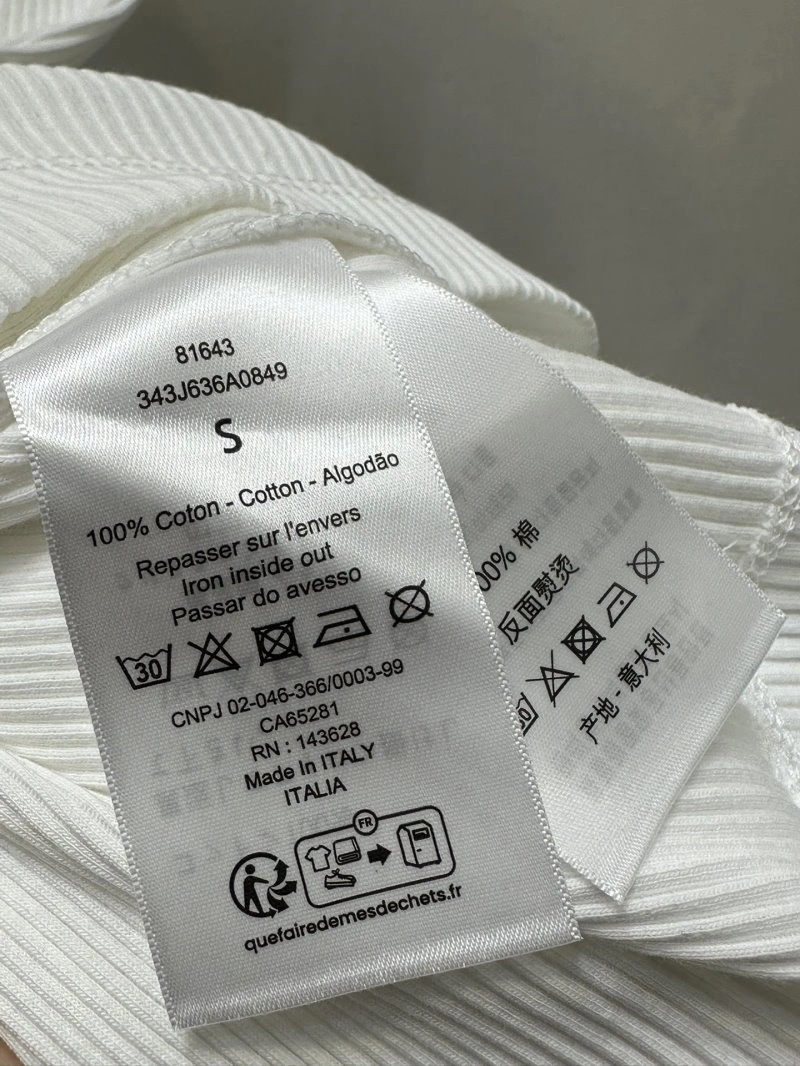 81643
343J636A0849
S
100% Coton - Cotton - Algodão
Repasser sur l'envers
Iron inside out
Passar do avesso
30
CNPJ 02-046-366/0003-99
CA65281
RN : 143628
Made In ITALY
ITALIA
FR
quefairedemesdechets.fr
00% 棉
反面熨烫
30
产地 - 意大利